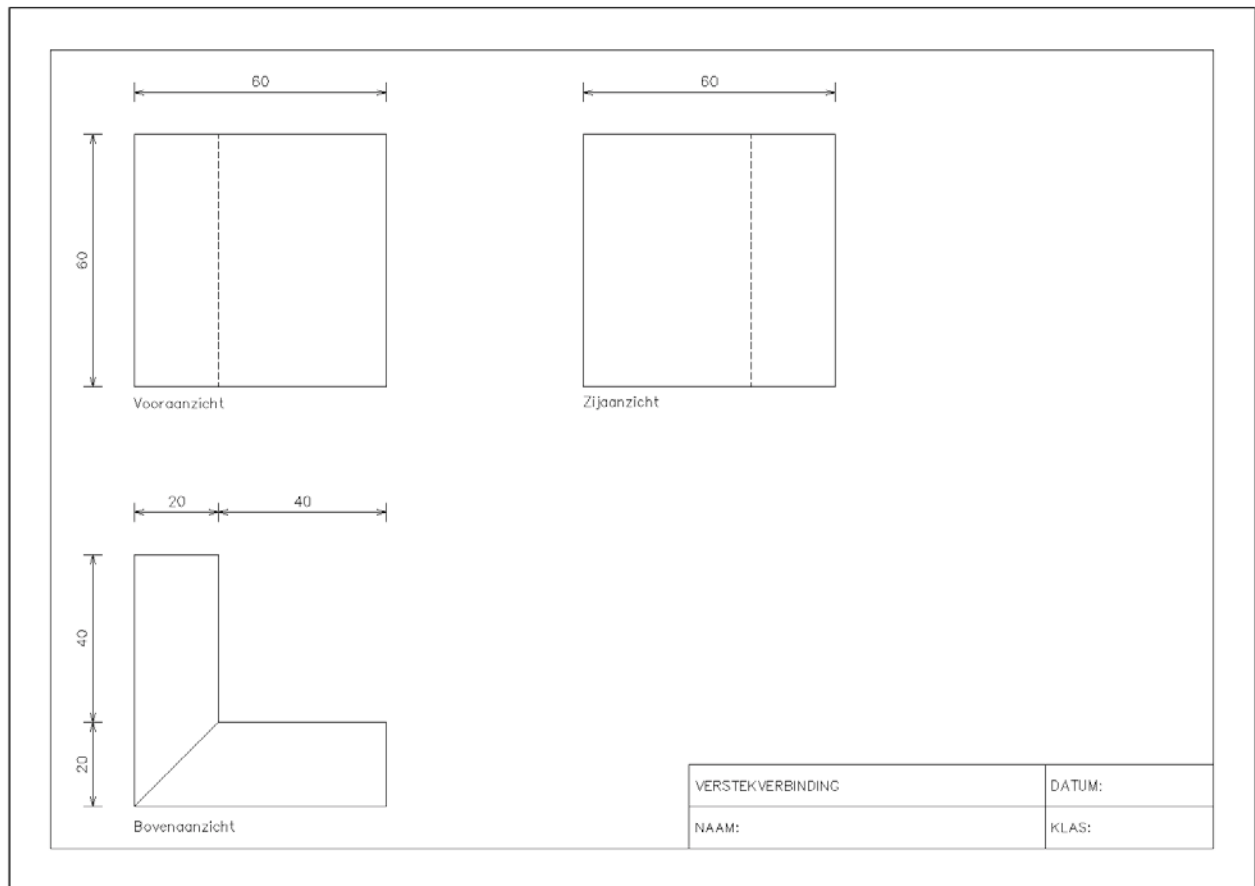 60
60
60
Vooraanzicht
Zijaanzicht
20
40
40
20
Bovenaanzicht
VERSTEKVERBINDING
DATUM:
NAAM:
KLAS: